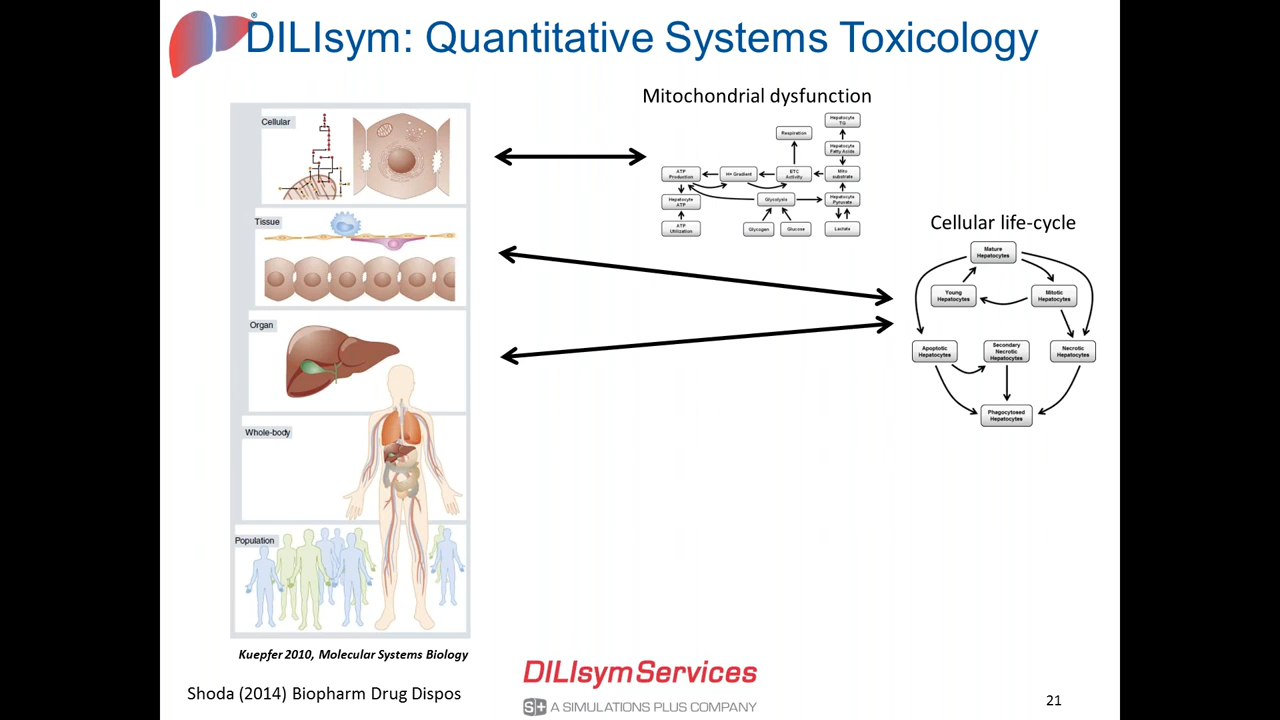 DILIsym: Quantitative Systems Toxicology
®
Mitochondrial dysfunction
Cellular
Tissue
Organ
Whole-body
Population
Hepatocyte
TG
Respiration
Hepatocyte
Fatty Acids
ATP
Production
H+ Gradient
ETC
Activity
Mito
substrate
Hepatocyte
ATP
Glycolysis
Hepatocyte
Pyruvate
ATP
Utilization
Glycogen
Glucose
Lactate
Cellular life-cycle
Mature
Hepatocytes
Young
Hepatocytes
Mitotic
Hepatocytes
Apoptotic
Hepatocytes
Secondary
Necrotic
Hepatocytes
Necrotic
Hepatocytes
Phagocytosed
Hepatocytes
Kuepfer 2010, Molecular Systems Biology
Shoda (2014) Biopharm Drug Dispos
DILIsymServices
S+ A SIMULATIONS PLUS COMPANY
21